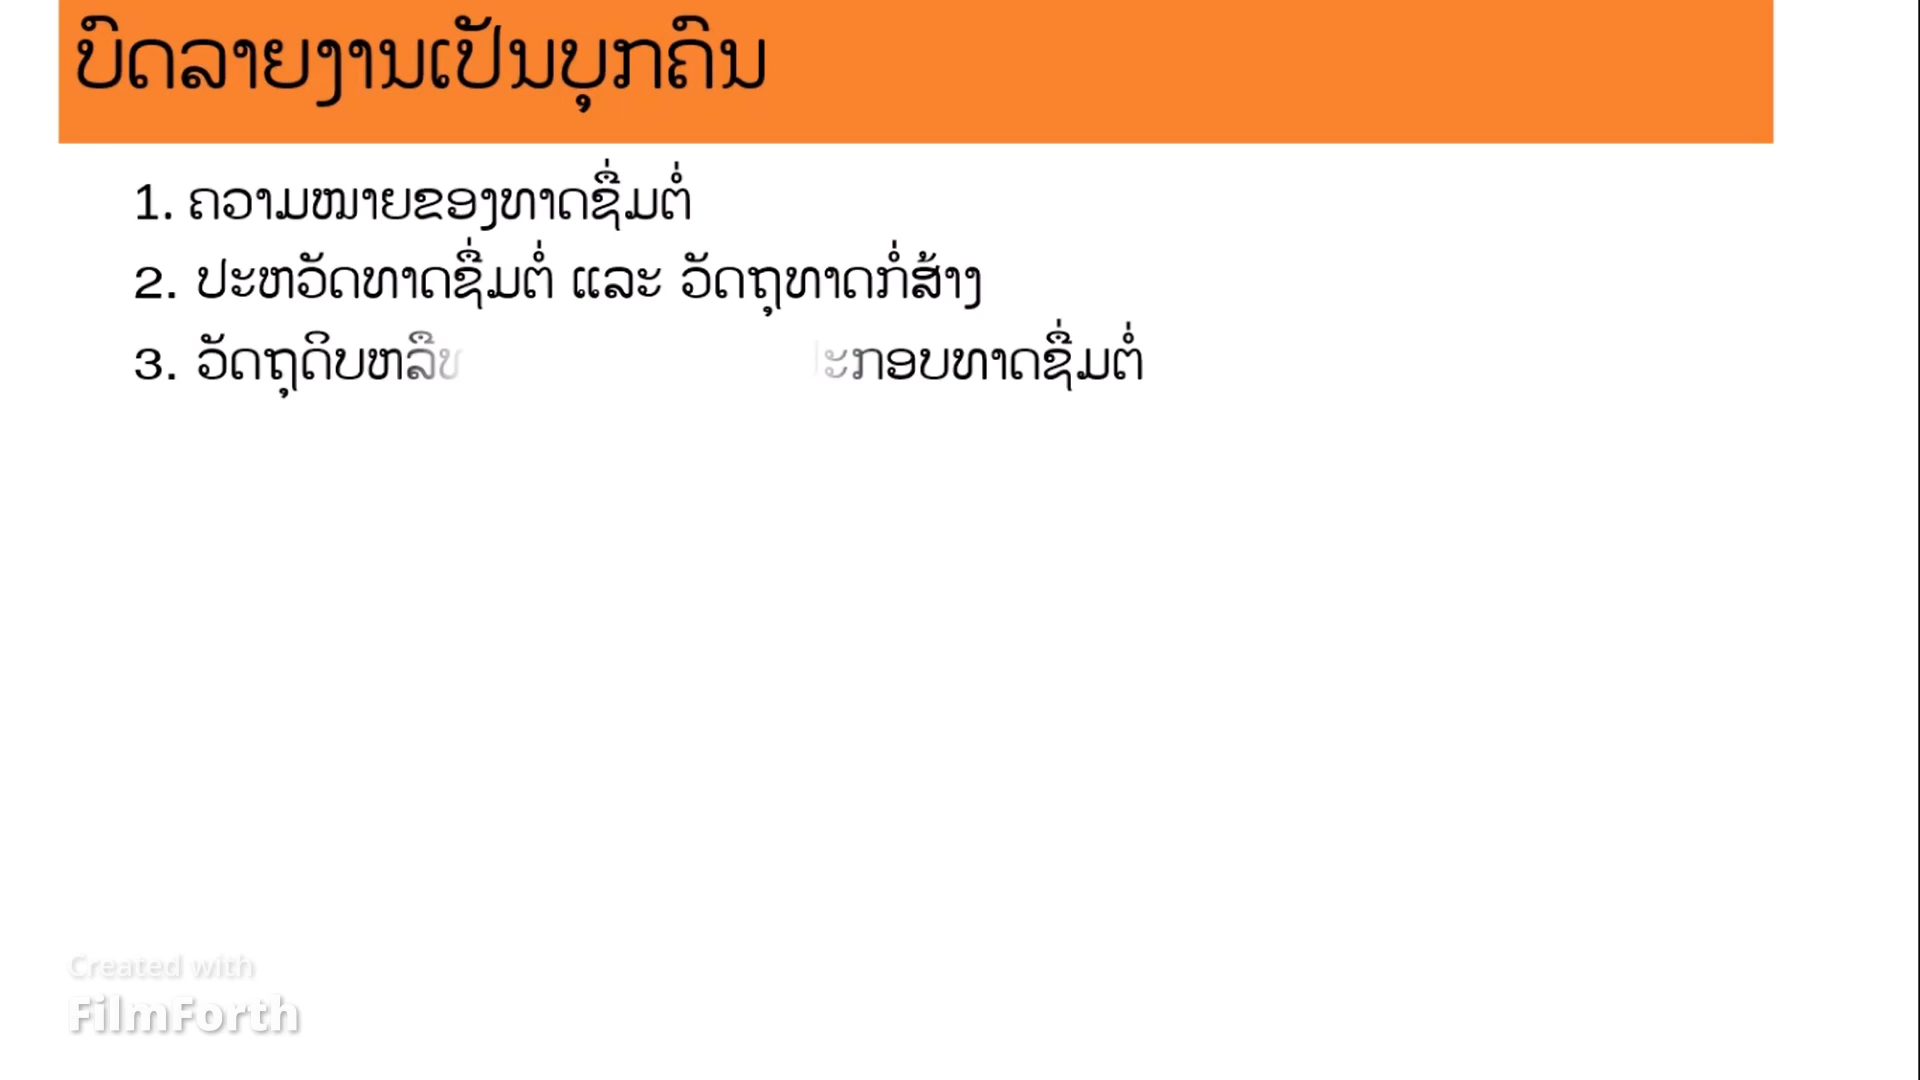 ບົດລາຍງານເປັນບຸກຄົນ
1. ຄວາມໝາຍຂອງທາດຊື່ມຕໍ່
2. ປະຫວັດທາດຊື່ມຕໍ່ ແລະ ວັດຖຸທາດກໍ່ສ້າງ
3. ວັດຖຸດິບຫລື ປະກອບທາດຊື່ມຕໍ່
Created with
FilmForth